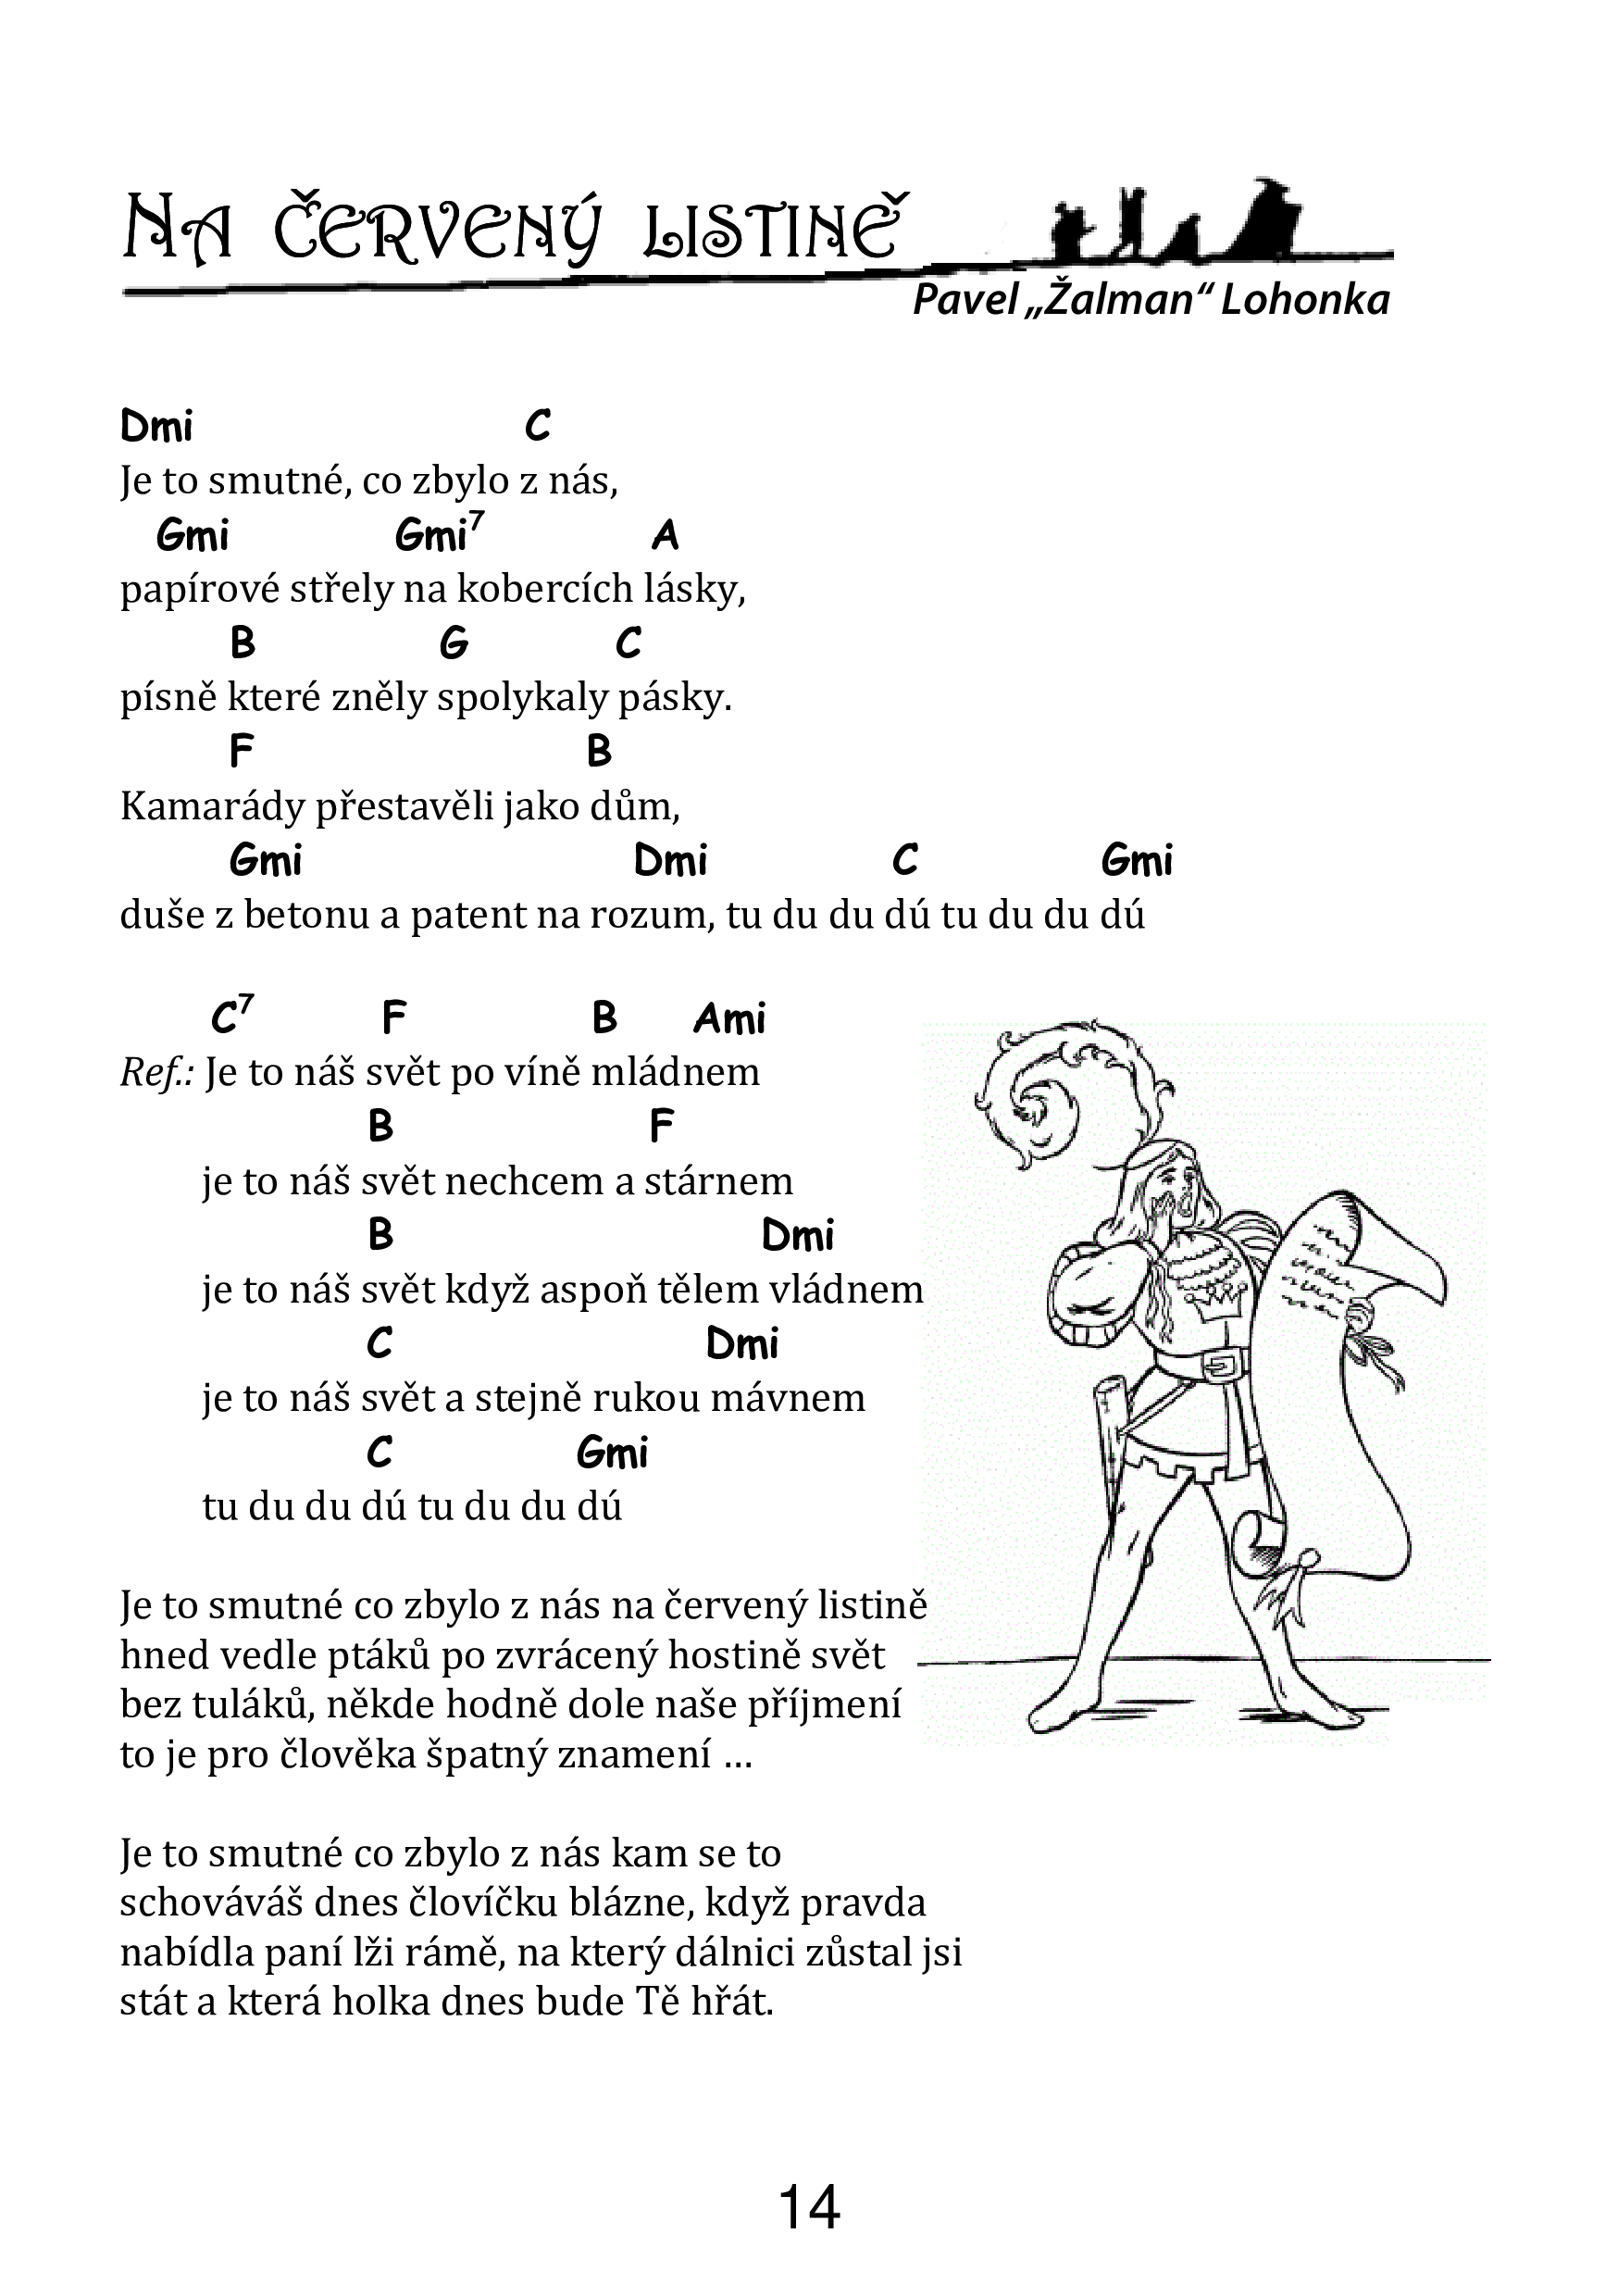 Na červený listině
Pavel „Žalman“ Lohonka
Dmi C
Je to smutné, co zbylo z nás,
Gmi Gmi7 A
papírové střely na kobercích lásky,
B G C
písně které zněly spolykaly pásky.
F B
Kamarády přestavěli jako dům,
Gmi Dmi C Gmi
duše z betonu a patent na rozum, tu du du dú tu du du dú
C7 F B Ami
Ref.: Je to náš svět po víně mládnem
B F
je to náš svět nechcem a stárnem
B Dmi
je to náš svět když aspoň tělem vládnem
C Dmi
je to náš svět a stejně rukou mávnem
C Gmi
tu du du dú tu du du dú
Je to smutné co zbylo z nás na červený listině
hned vedle ptáků po zvrácený hostině svět
bez tuláků, někde hodně dole naše příjmení
to je pro člověka špatný znamení ...
Je to smutné co zbylo z nás kam se to
schováváš dnes človíčku blázne, když pravda
nabídla paní lži rámě, na který dálnici zůstal jsi
stát a která holka dnes bude Tě hřát.
14